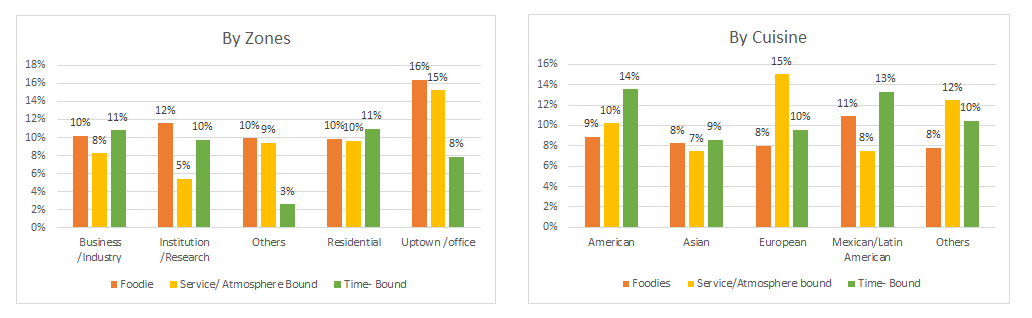 By Zones
18%
16%
14%
12%
10%
8%
6%
4%
2%
0%
10%
8%
11%
12%
5%
10%
10%
9%
3%
10%
10%
11%
16%
15%
8%
Business
/Industry
Institution
/Research
Others
Residential
Uptown /office
Foodie
Service/ Atmosphere Bound
Time- Bound
By Cuisine
16%
14%
12%
10%
8%
6%
4%
2%
0%
9%
10%
14%
8%
7%
9%
8%
15%
10%
11%
8%
13%
8%
12%
10%
American
Asian
European
Mexican/Latin
American
Others
Foodies
Service/Atmosphere bound
Time- Bound